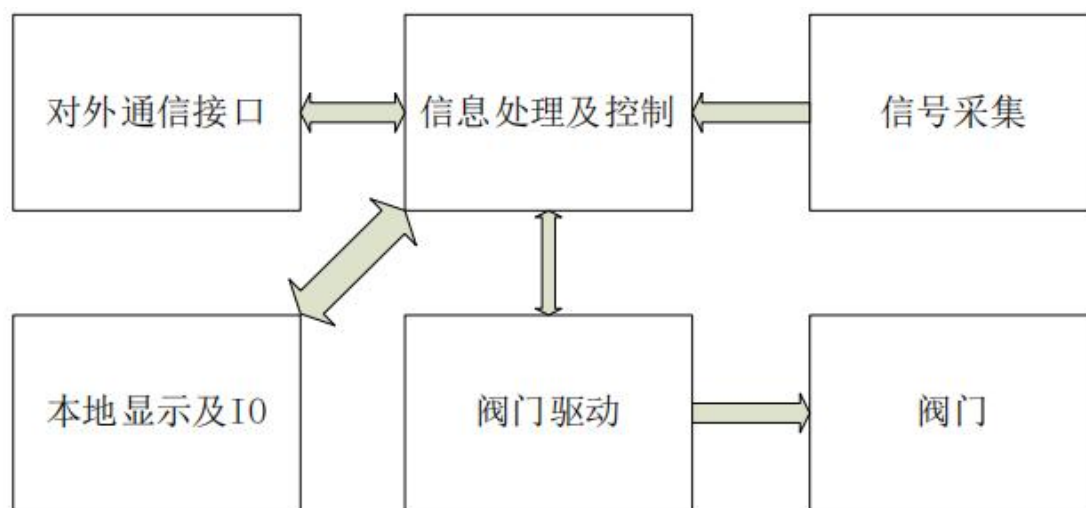 对外通信接口
信息处理及控制
信号采集
本地显示及IO
阀门驱动
阀门